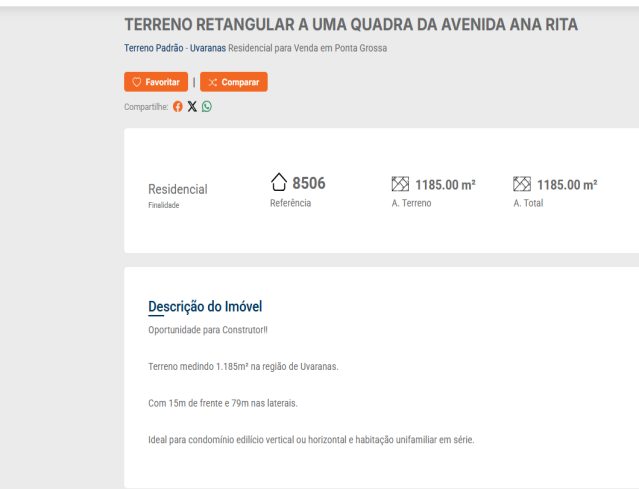 TERRENO RETANGULAR A UMA QUADRA DA AVENIDA ANA RITA
Terreno Padrão - Uvaranas Residencial para Venda em Ponta Grossa
Favoritar | Comparar
Compartilhe:
Residencial
Finalidade
8506
Referência
1185.00 m²
A. Terreno
1185.00 m²
A. Total
Descrição do Imóvel
Oportunidade para Construtor!!
Terreno medindo 1.185m² na região de Uvaranas.
Com 15m de frente e 79m nas laterais.
Ideal para condomínio edilício vertical ou horizontal e habitação unifamiliar em série.